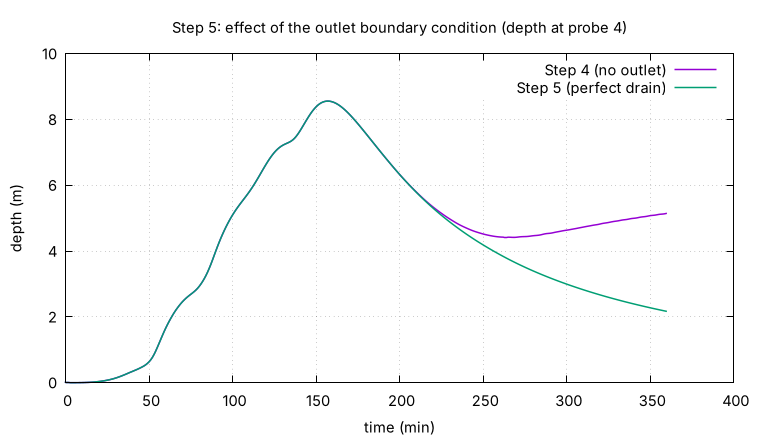 Step 5: effect of the outlet boundary condition (depth at probe 4)
10
8
6
4
2
0
depth (m)
Step 4 (no outlet)
Step 5 (perfect drain)
0 50 100 150 200 250 300 350 400
time (min)